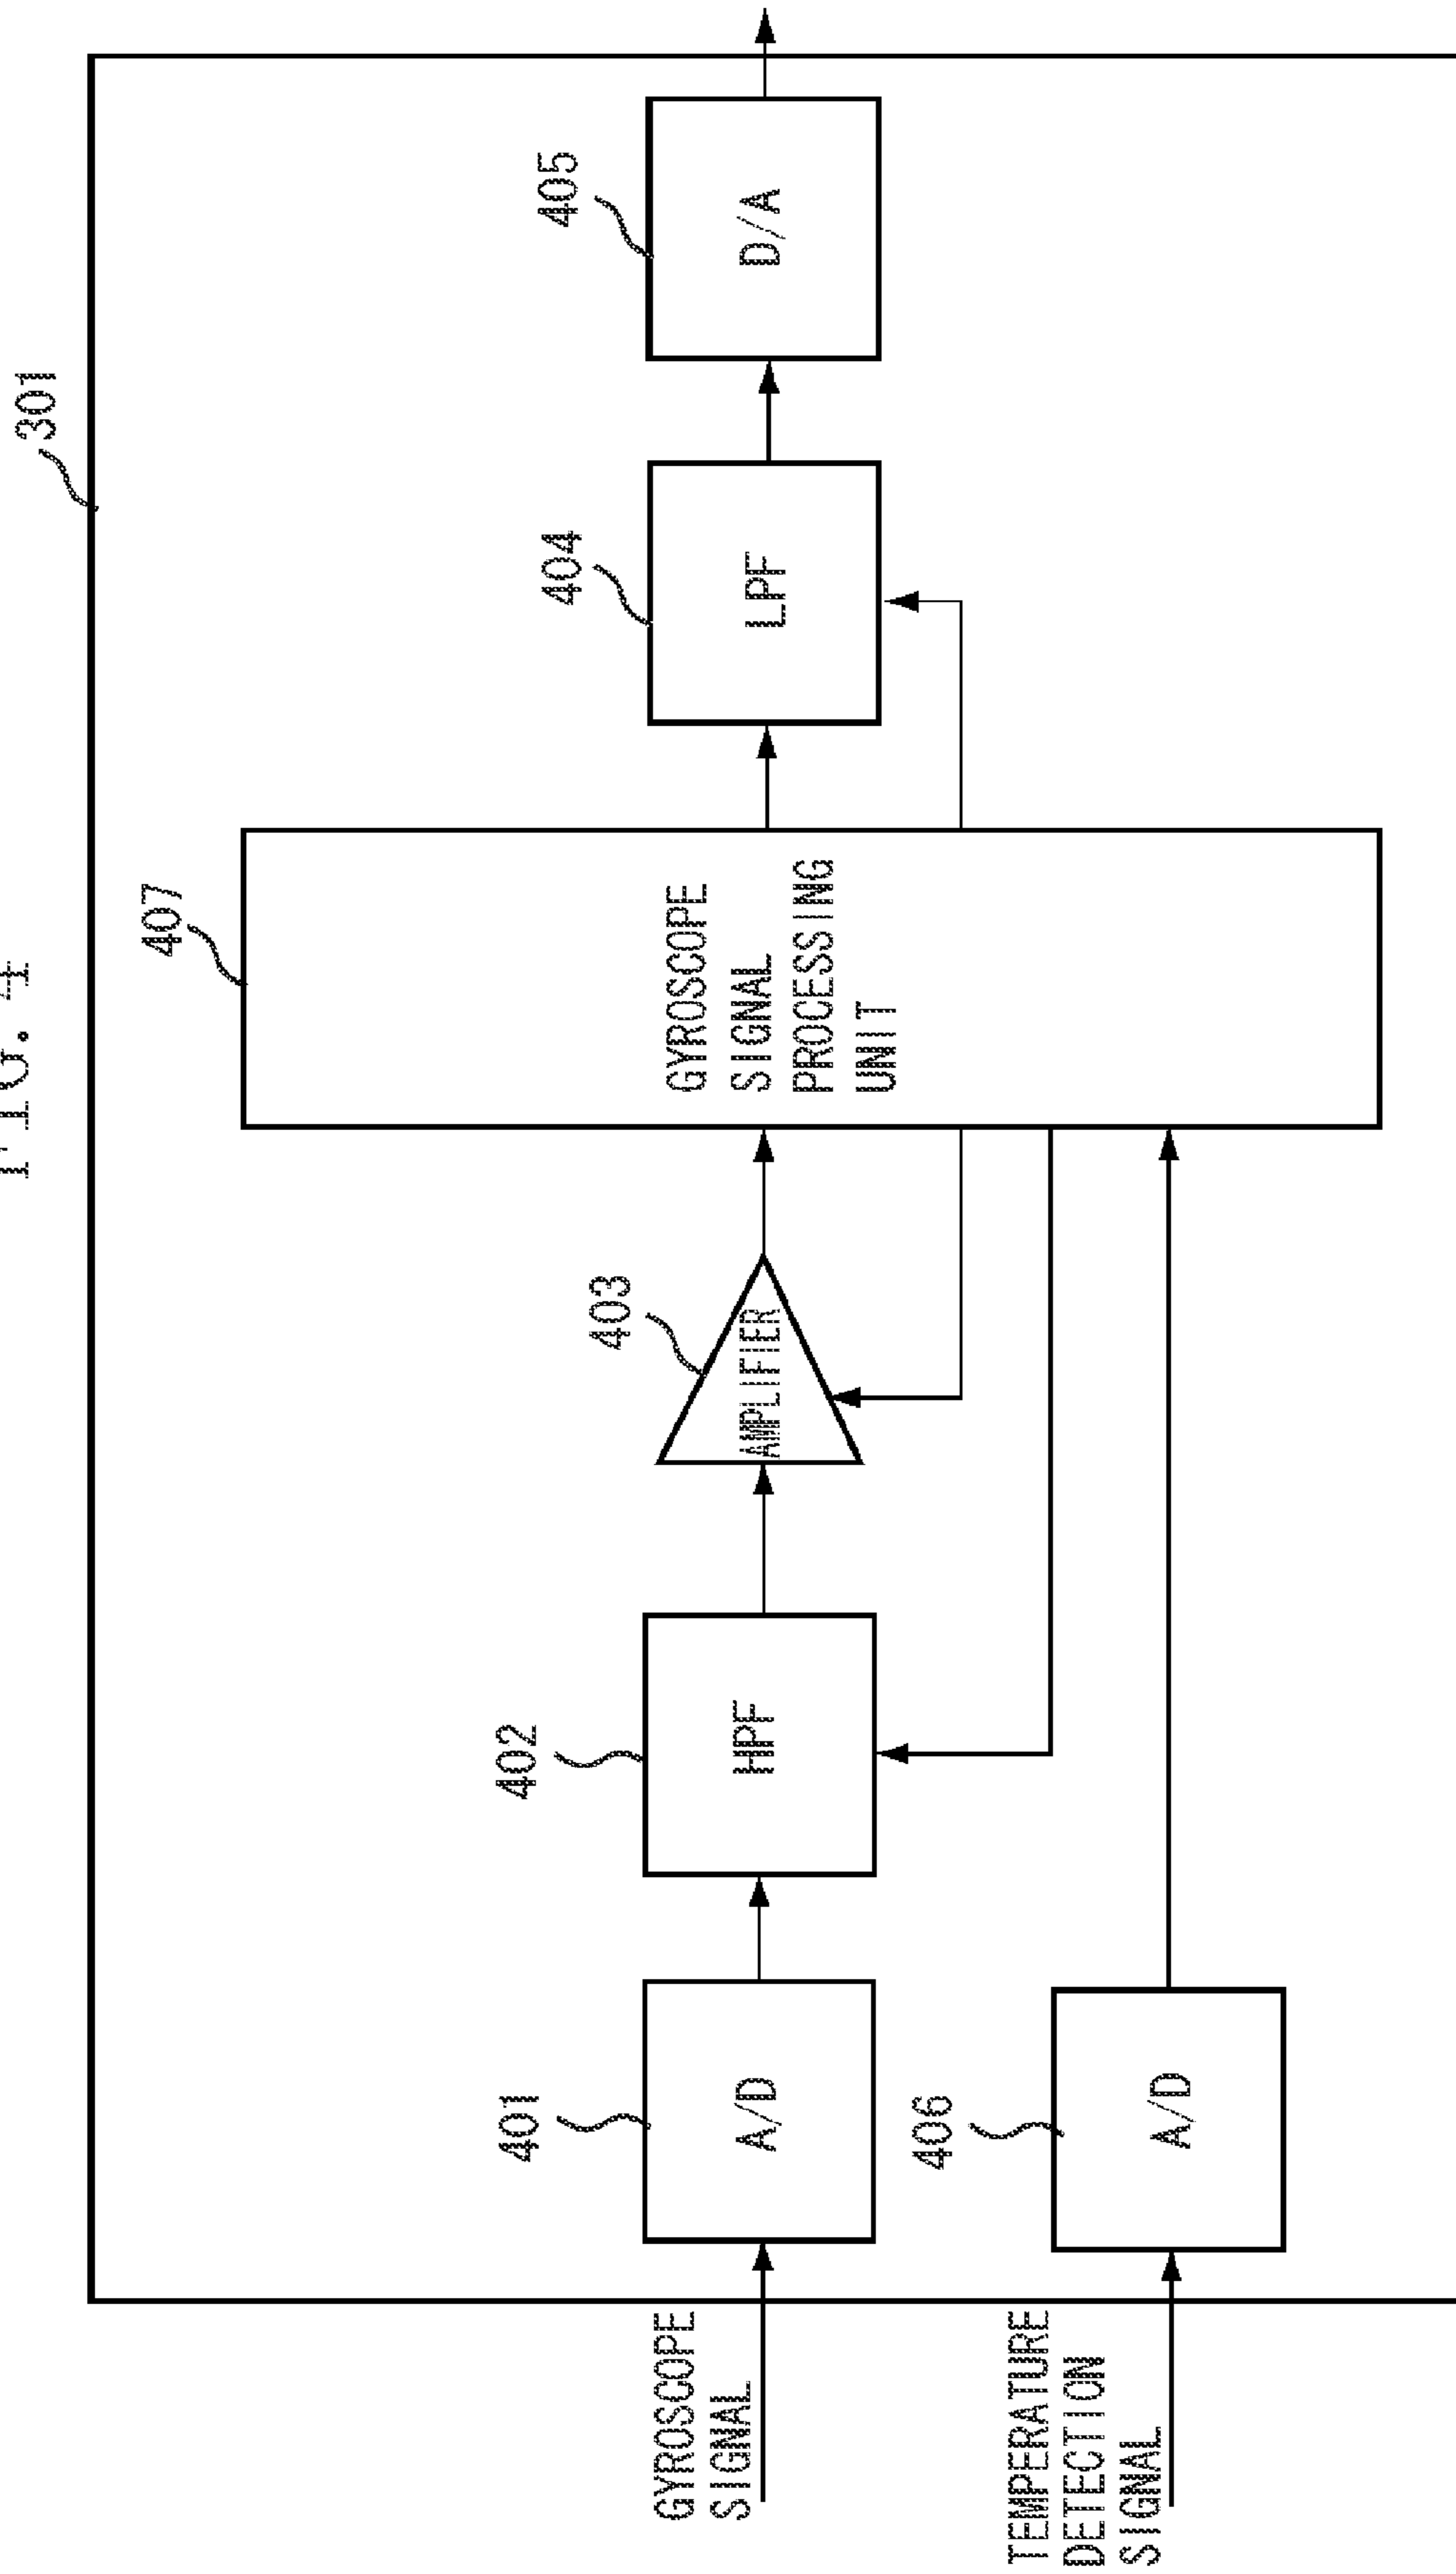 FIG. 4
301
407
403
404
405
402
401
406
GYROSCOPE
SIGNAL
A/D
HPF
AMPLIFIER
GYROSCOPE
SIGNAL
PROCESSING
UNIT
LPF
D/A
TEMPERATURE
DETECTION
SIGNAL
A/D